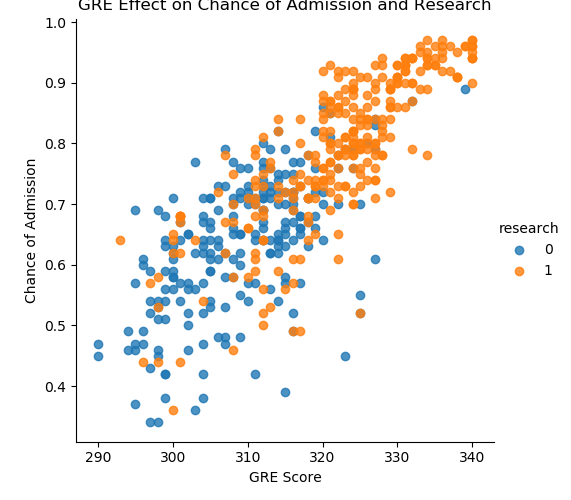 GRE Effect on Chance of Admission and Research
1.0
0.9
0.8
0.7
0.6
0.5
0.4
Chance of Admission
290 300 310 320 330 340
GRE Score
research
0
1